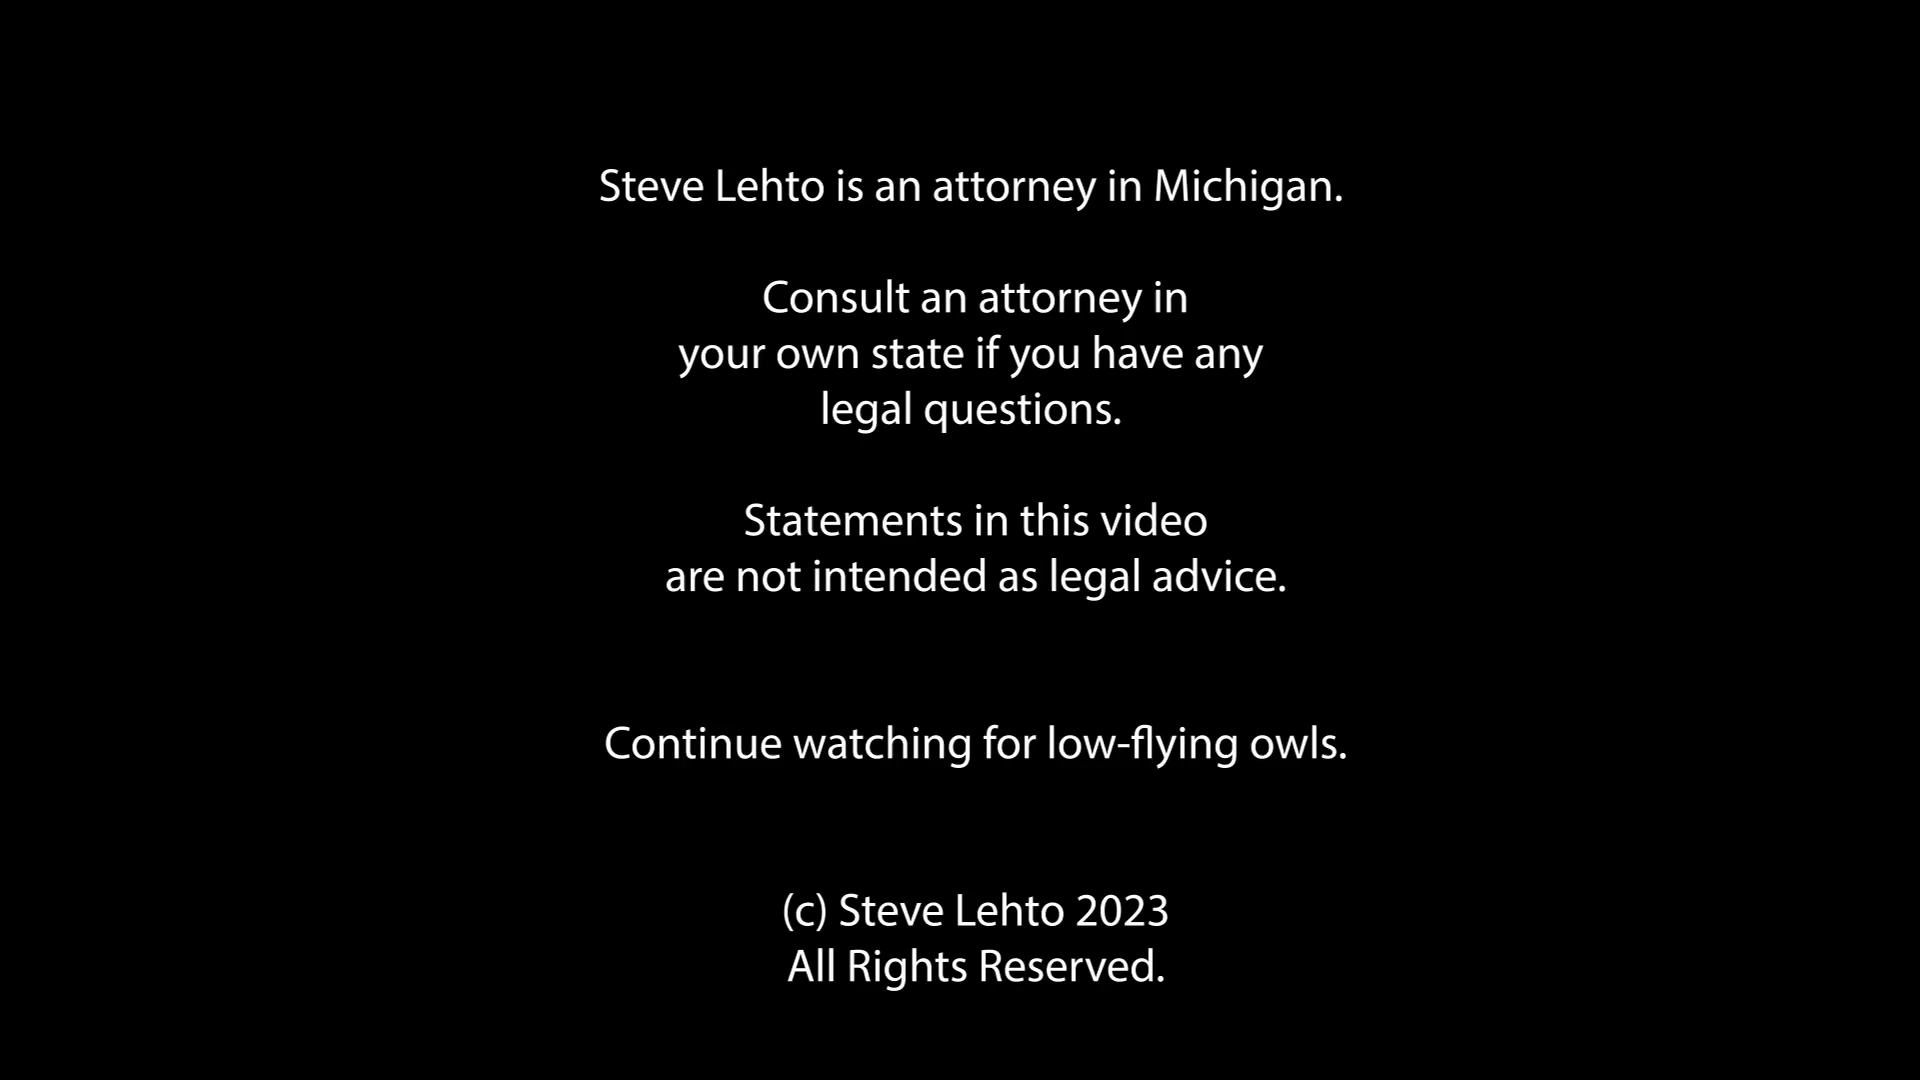 Steve Lehto is an attorney in Michigan.
Consult an attorney in
your own state if you have any
legal questions.
Statements in this video
are not intended as legal advice.
Continue watching for low-flying owls.
(c) Steve Lehto 2023
All Rights Reserved.